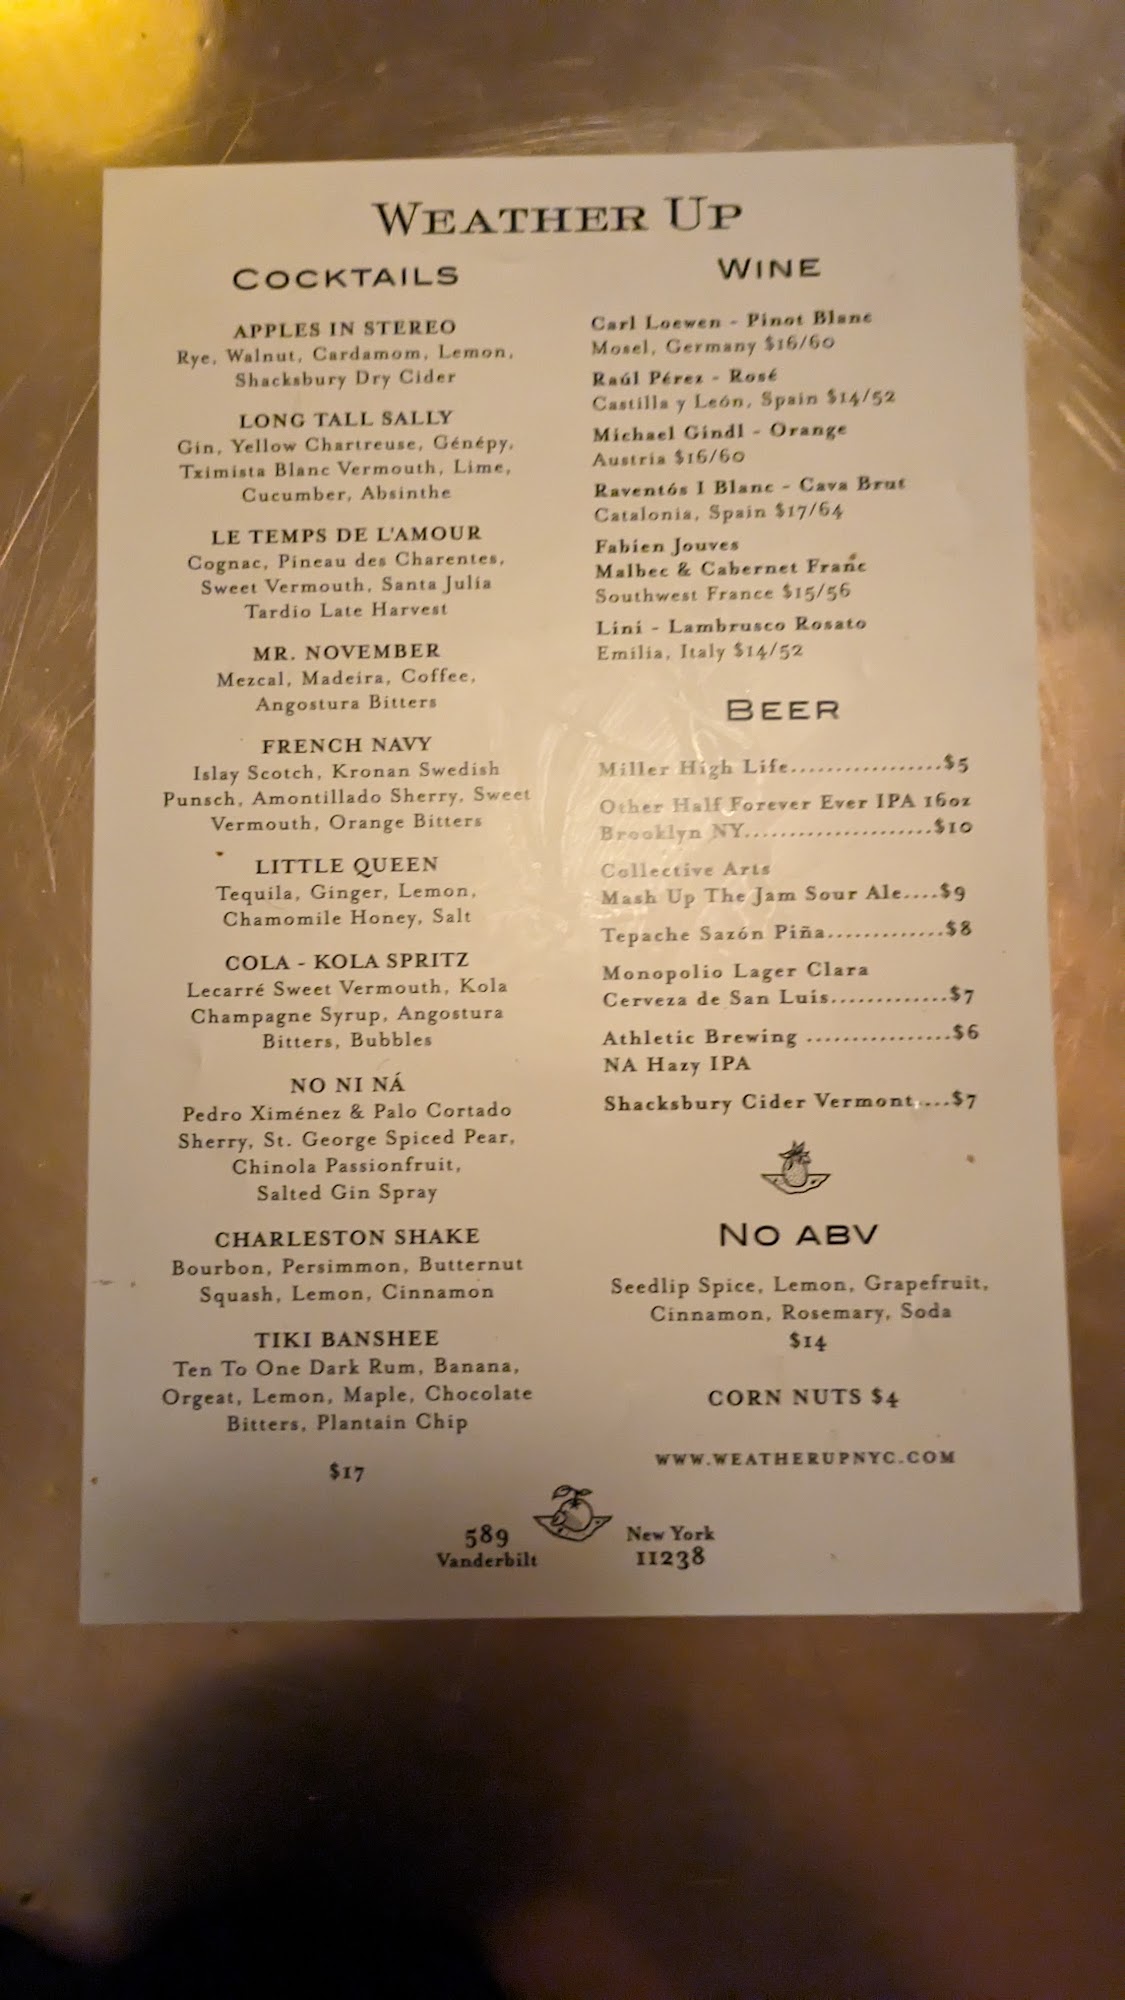 WEATHER UP
COCKTAILS
APPLES IN STEREO
Rye, Walnut, Cardamom, Lemon,
Shacksbury Dry Cider
LONG TALL SALLY
Gin, Yellow Chartreuse, Génépy,
Tximista Blanc Vermouth, Lime,
Cucumber, Absinthe
LE TEMPS DE L'AMOUR
Cognac, Pineau des Charentes,
Sweet Vermouth, Santa Julia
Tardio Late Harvest
MR. NOVEMBER
Mezcal, Madeira, Coffee,
Angostura Bitters
FRENCH NAVY
Islay Scotch, Kronan Swedish
Punsch, Amontillado Sherry, Sweet
Vermouth, Orange Bitters
LITTLE QUEEN
Tequila, Ginger, Lemon,
Chamomile Honey, Salt
COLA - KOLA SPRITZ
Lecarré Sweet Vermouth, Kola
Champagne Syrup, Angostura
Bitters, Bubbles
NO NI NÁ
Pedro Ximénez & Palo Cortado
Sherry, St. George Spiced Pear,
Chinola Passionfruit,
Salted Gin Spray
CHARLESTON SHAKE
Bourbon, Persimmon, Butternut
Squash, Lemon, Cinnamon
TIKI BANSHEE
Ten To One Dark Rum, Banana,
Orgeat, Lemon, Maple, Chocolate
Bitters, Plantain Chip
$17
WINE
Carl Loewen - Pinot Blanc
Mosel, Germany $16/60
Raúl Pérez - Rosé
Castilla y León, Spain $14/52
Michael Gindl - Orange
Austria $16/60
Raventós I Blanc - Cava Brut
Catalonia, Spain $17/64
Fabien Jouves
Malbec & Cabernet Franc
Southwest France $15/56
Lini - Lambrusco Rosato
Emilia, Italy $14/52
BEER
Miller High Life.................$5
Other Half Forever Ever IPA 16oz
Brooklyn NY.....................$10
Collective Arts
Mash Up The Jam Sour Ale....$9
Tepache Sazón Piña.............$8
Monopolio Lager Clara
Cerveza de San Luis.............$7
Athletic Brewing ................$6
NA Hazy IPA
Shacksbury Cider Vermont....$7
NO ABV
Seedlip Spice, Lemon, Grapefruit,
Cinnamon, Rosemary, Soda
$14
CORN NUTS $4
WWW.WEATHERUPNYC.COM
589 New York
Vanderbilt 11238